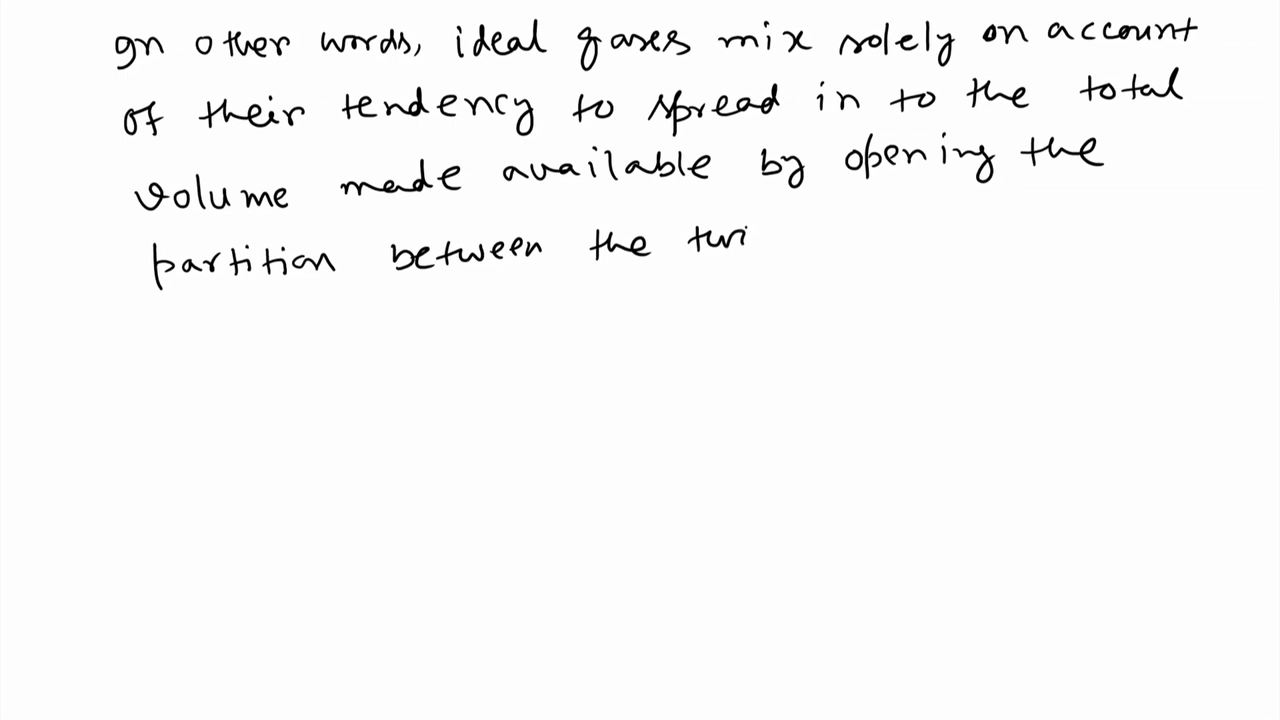 In other words, ideal gases mix solely on account
of their tendency to spread in to the total
volume made available by opening the
partition between the twi